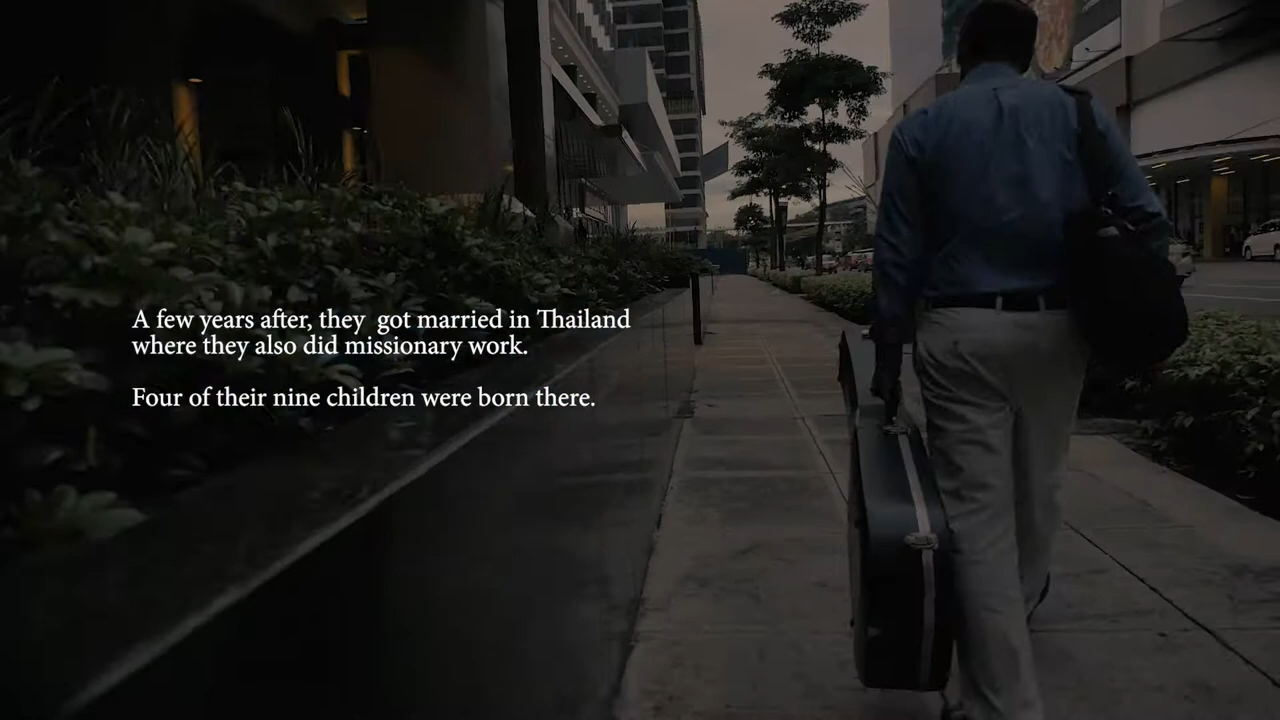 A few years after, they  got married in Thailand
where they also did missionary work.
Four of their nine children were born there.